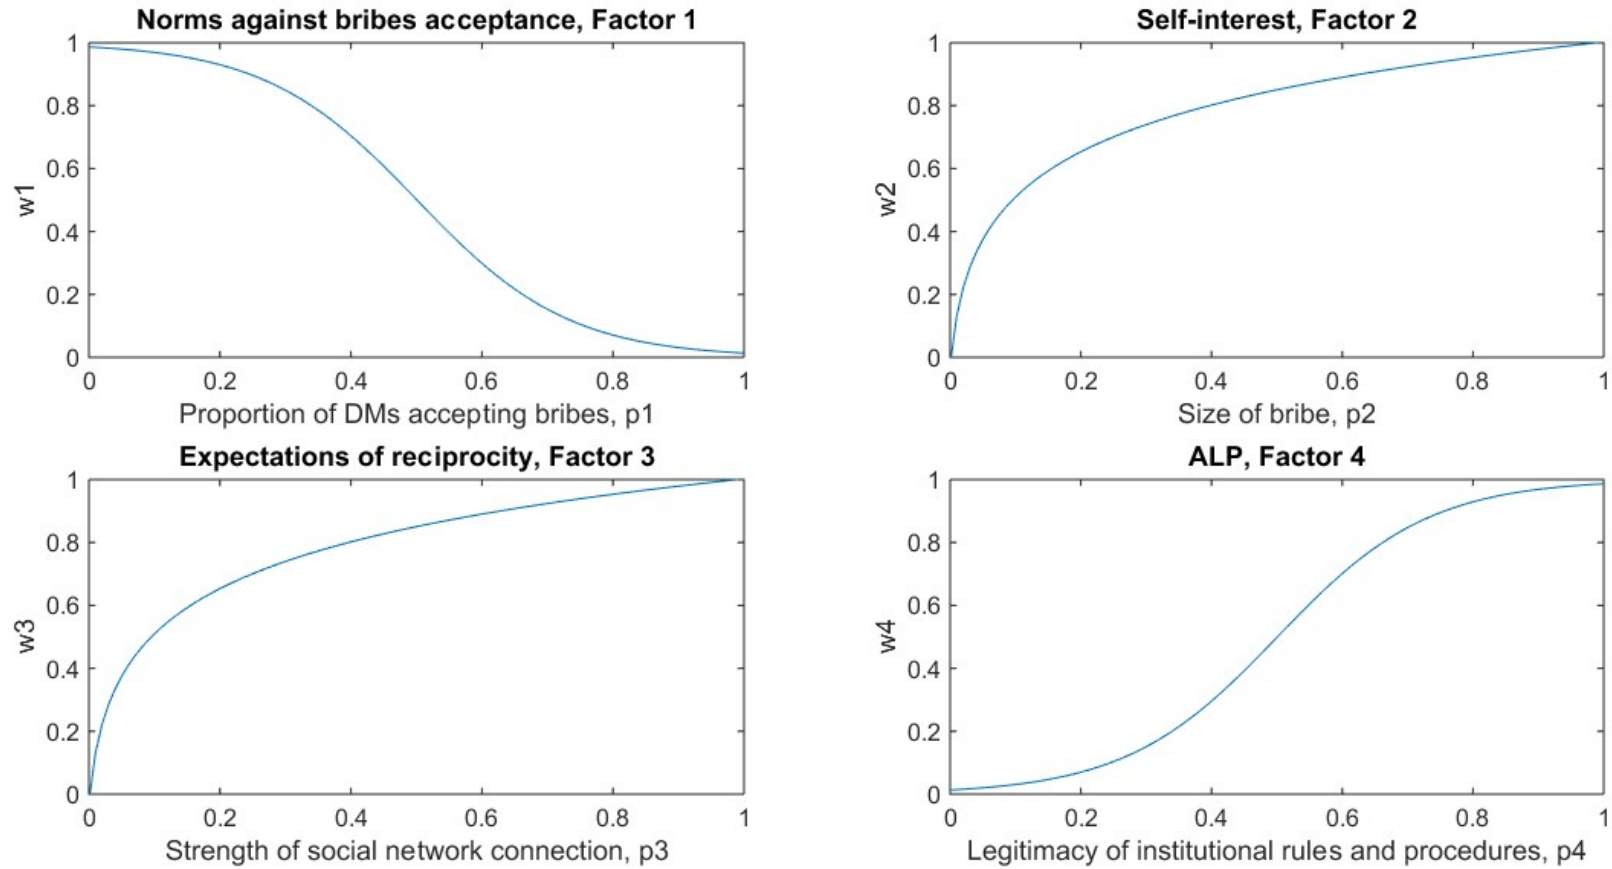 Norms against bribes acceptance, Factor 1
1
0.8
0.6
0.4
0.2
0
w1
0 0.2 0.4 0.6 0.8 1
Proportion of DMs accepting bribes, p1
Self-interest, Factor 2
1
0.8
0.6
0.4
0.2
0
w2
0 0.2 0.4 0.6 0.8 1
Size of bribe, p2
Expectations of reciprocity, Factor 3
1
0.8
0.6
0.4
0.2
0
w3
0 0.2 0.4 0.6 0.8 1
Strength of social network connection, p3
ALP, Factor 4
1
0.8
0.6
0.4
0.2
0
w4
0 0.2 0.4 0.6 0.8 1
Legitimacy of institutional rules and procedures, p4